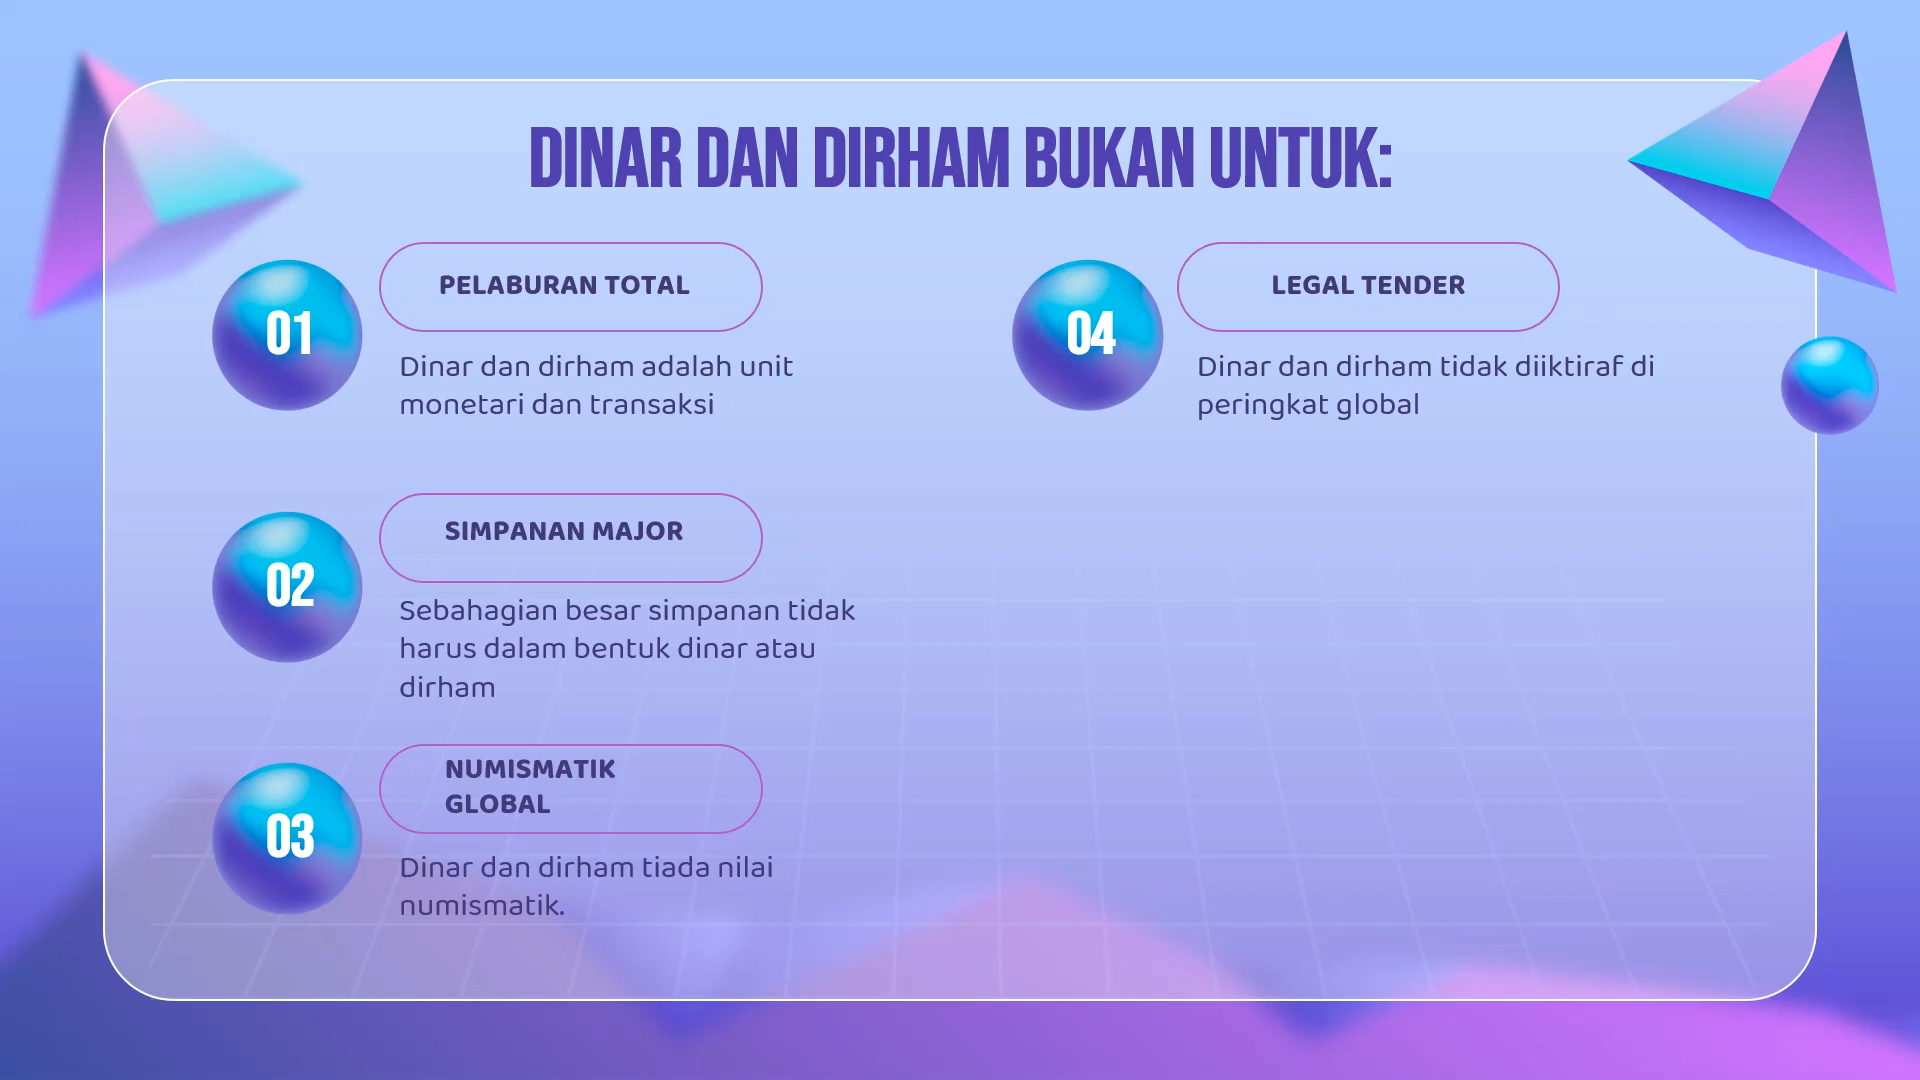 DINAR DAN DIRHAM BUKAN UNTUK:
01
PELABURAN TOTAL
Dinar dan dirham adalah unit
monetari dan transaksi
02
SIMPANAN MAJOR
Sebahagian besar simpanan tidak
harus dalam bentuk dinar atau
dirham
03
NUMISMATIK
GLOBAL
Dinar dan dirham tiada nilai
numismatik.
04
LEGAL TENDER
Dinar dan dirham tidak diiktiraf di
peringkat global